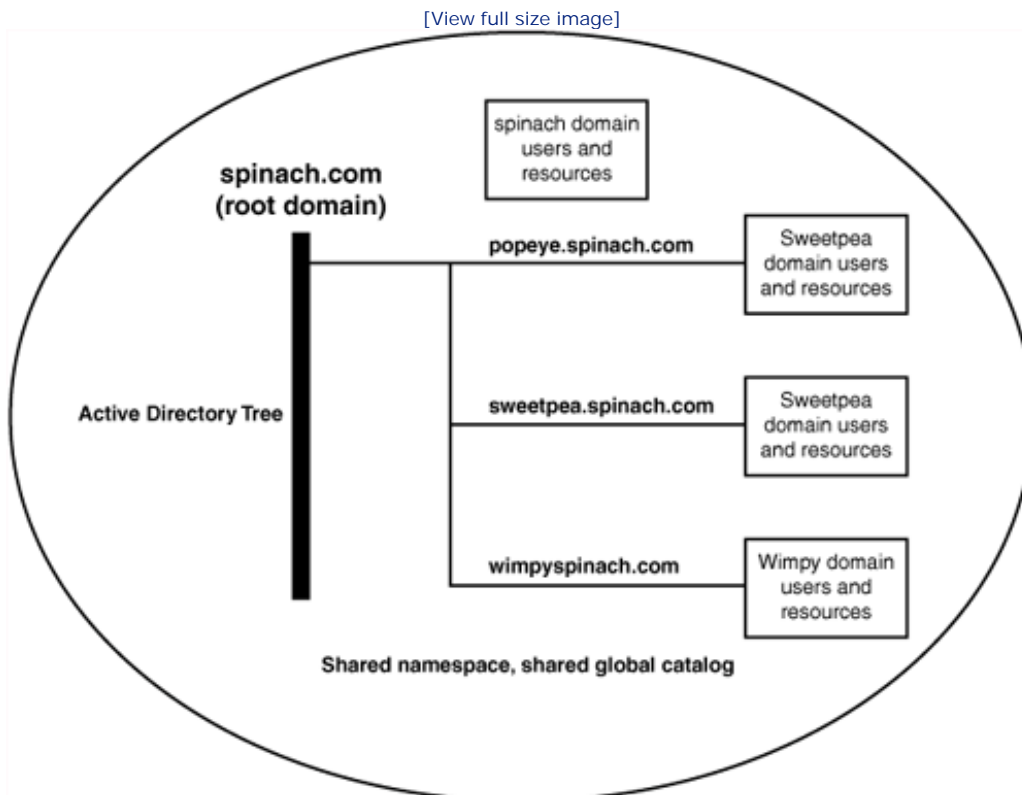 [View full size image]
spinach domain
users and
resources
spinach.com
(root domain)
popeye.spinach.com
Sweetpea
domain users
and resources
Active Directory Tree
sweetpea.spinach.com
Sweetpea
domain users
and resources
wimpyspinach.com
Wimpy domain
users and
resources
Shared namespace, shared global catalog